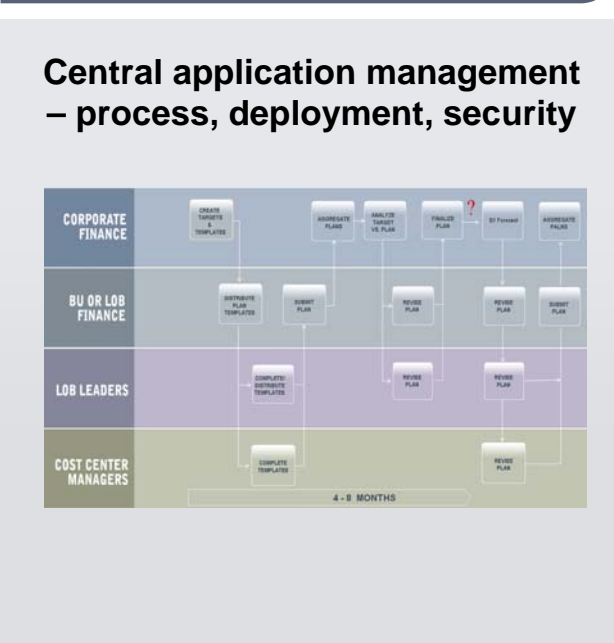 Central application management
– process, deployment, security
CORPORATE
FINANCE
CREATE
TARGETS
&
TEMPLATES
AGGREGATE
PLANS
ANALYZE
TARGET
VS. PLAN
FINALIZE
PLAN
?
AGGREGATE
PALNS
BU OR LOB
FINANCE
DISTRIBUTE
PLAN
TEMPLATES
SUBMIT
PLAN
REVISE
PLAN
REVISE
PLAN
SUBMIT
PLAN
LOB LEADERS
COMPLETE/
DISTRIBUTE
TEMPLATES
REVISE
PLAN
REVISE
PLAN
COST CENTER
MANAGERS
COMPLETE
TEMPLATES
REVISE
PLAN
4 - 8 MONTHS